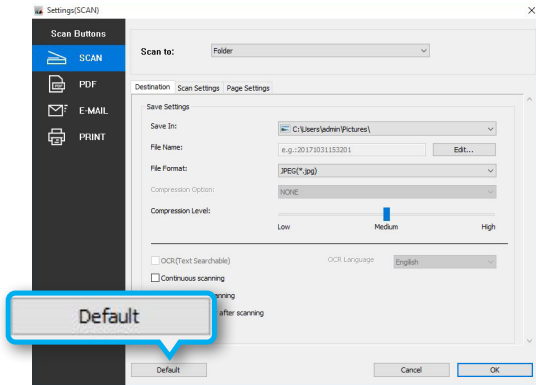 Settings(SCAN)
Scan Buttons
SCAN
PDF
E-MAIL
PRINT
Scan to:
Folder
Destination Scan Settings Page Settings
Save Settings
Save In:
C:\Users\admin\Pictures\
File Name:
e.g.:20171031153201
Edit...
File Format:
JPEG(*.jpg)
Compression Option:
NONE
Compression Level:
Low Medium High
OCR(Text Searchable)
OCR Language
English
Continuous scanning
after scanning
Default
Default
Cancel
OK